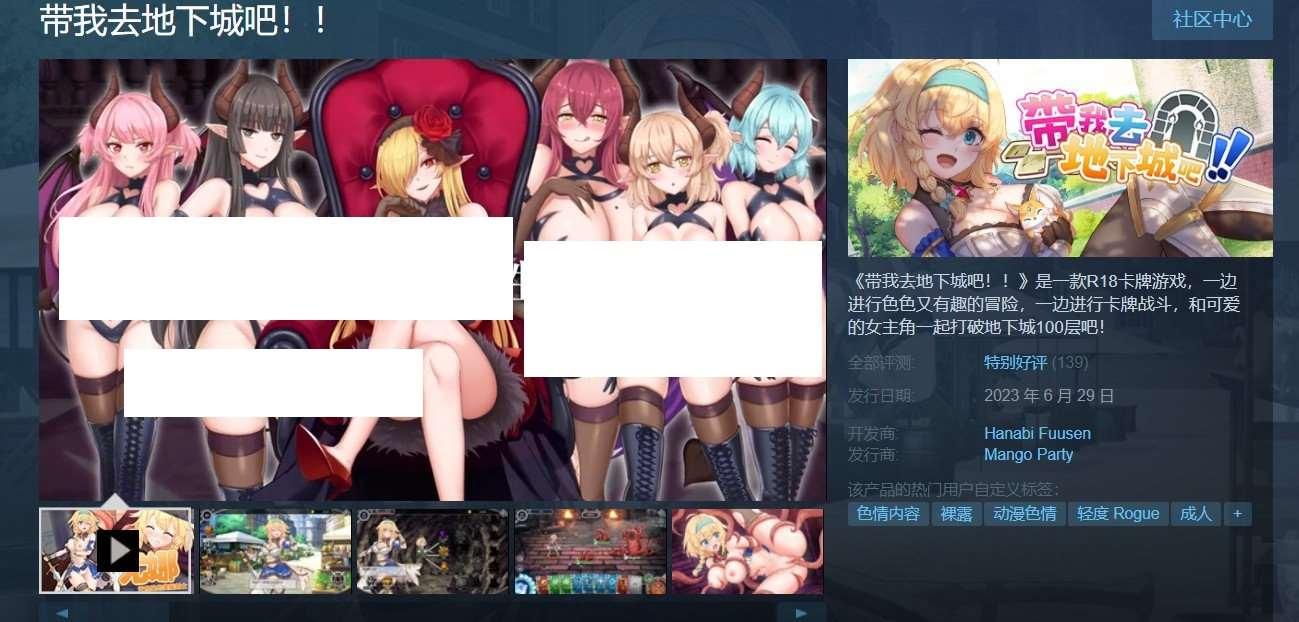 带我去地下城吧！！
社区中心
帶我去
地下城吧!!
《带我去地下城吧！！》是一款R18卡牌游戏，一边
进行色色又有趣的冒险，一边进行卡牌战斗，和可爱
的女主角一起打破地下城100层吧！
全部评测:
特别好评 (139)
发行日期:
2023 年 6 月 29 日
开发商:
Hanabi Fuusen
发行商:
Mango Party
该产品的热门用户自定义标签：
色情内容 裸露 动漫色情 轻度 Rogue 成人 +